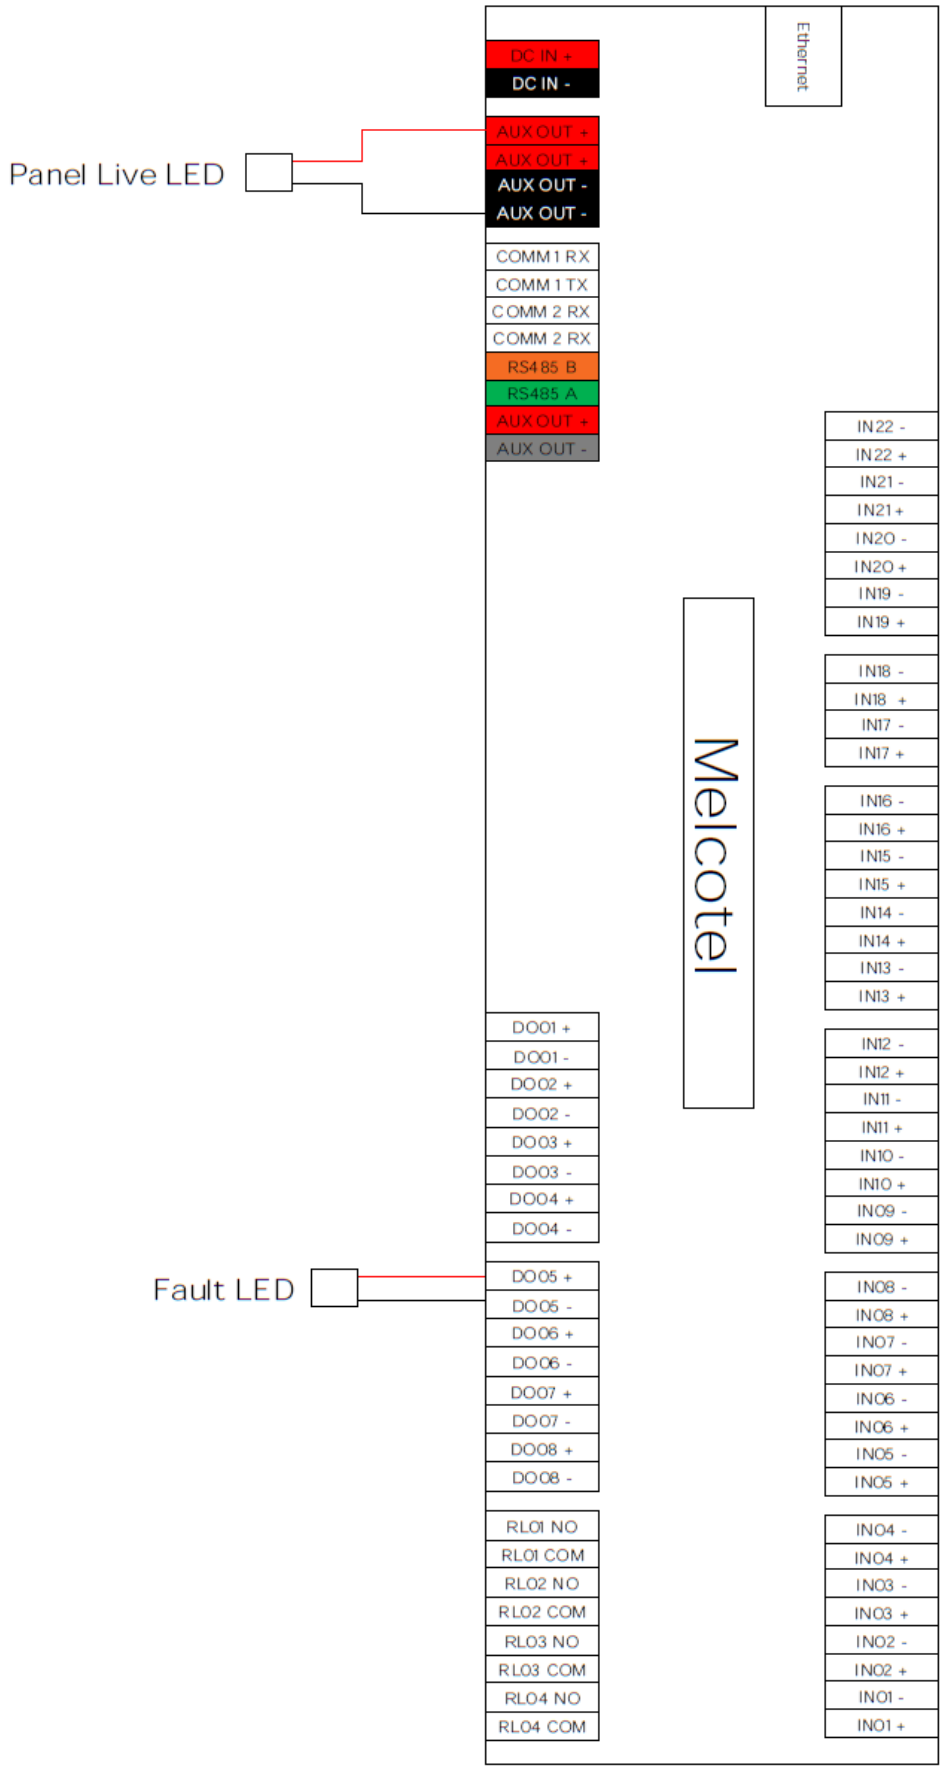 Ethernet
DC IN +
DC IN -
AUX OUT +
AUX OUT +
AUX OUT -
AUX OUT -
Panel Live LED
COMM 1 RX
COMM 1 TX
COMM 2 RX
COMM 2 RX
RS485 B
RS485 A
AUX OUT +
AUX OUT -
IN22 -
IN22 +
IN21 -
IN21 +
IN20 -
IN20 +
IN19 -
IN19 +
IN18 -
IN18 +
IN17 -
IN17 +
IN16 -
IN16 +
IN15 -
IN15 +
IN14 -
IN14 +
IN13 -
IN13 +
Melcotel
DO01 +
DO01 -
DO02 +
DO02 -
DO03 +
DO03 -
DO04 +
DO04 -
IN12 -
IN12 +
IN11 -
IN11 +
IN10 -
IN10 +
IN09 -
IN09 +
Fault LED
DO05 +
DO05 -
DO06 +
DO06 -
DO07 +
DO07 -
DO08 +
DO08 -
IN08 -
IN08 +
IN07 -
IN07 +
IN06 -
IN06 +
IN05 -
IN05 +
RL01 NO
RL01 COM
RL02 NO
RL02 COM
RL03 NO
RL03 COM
RL04 NO
RL04 COM
IN04 -
IN04 +
IN03 -
IN03 +
IN02 -
IN02 +
IN01 -
IN01 +